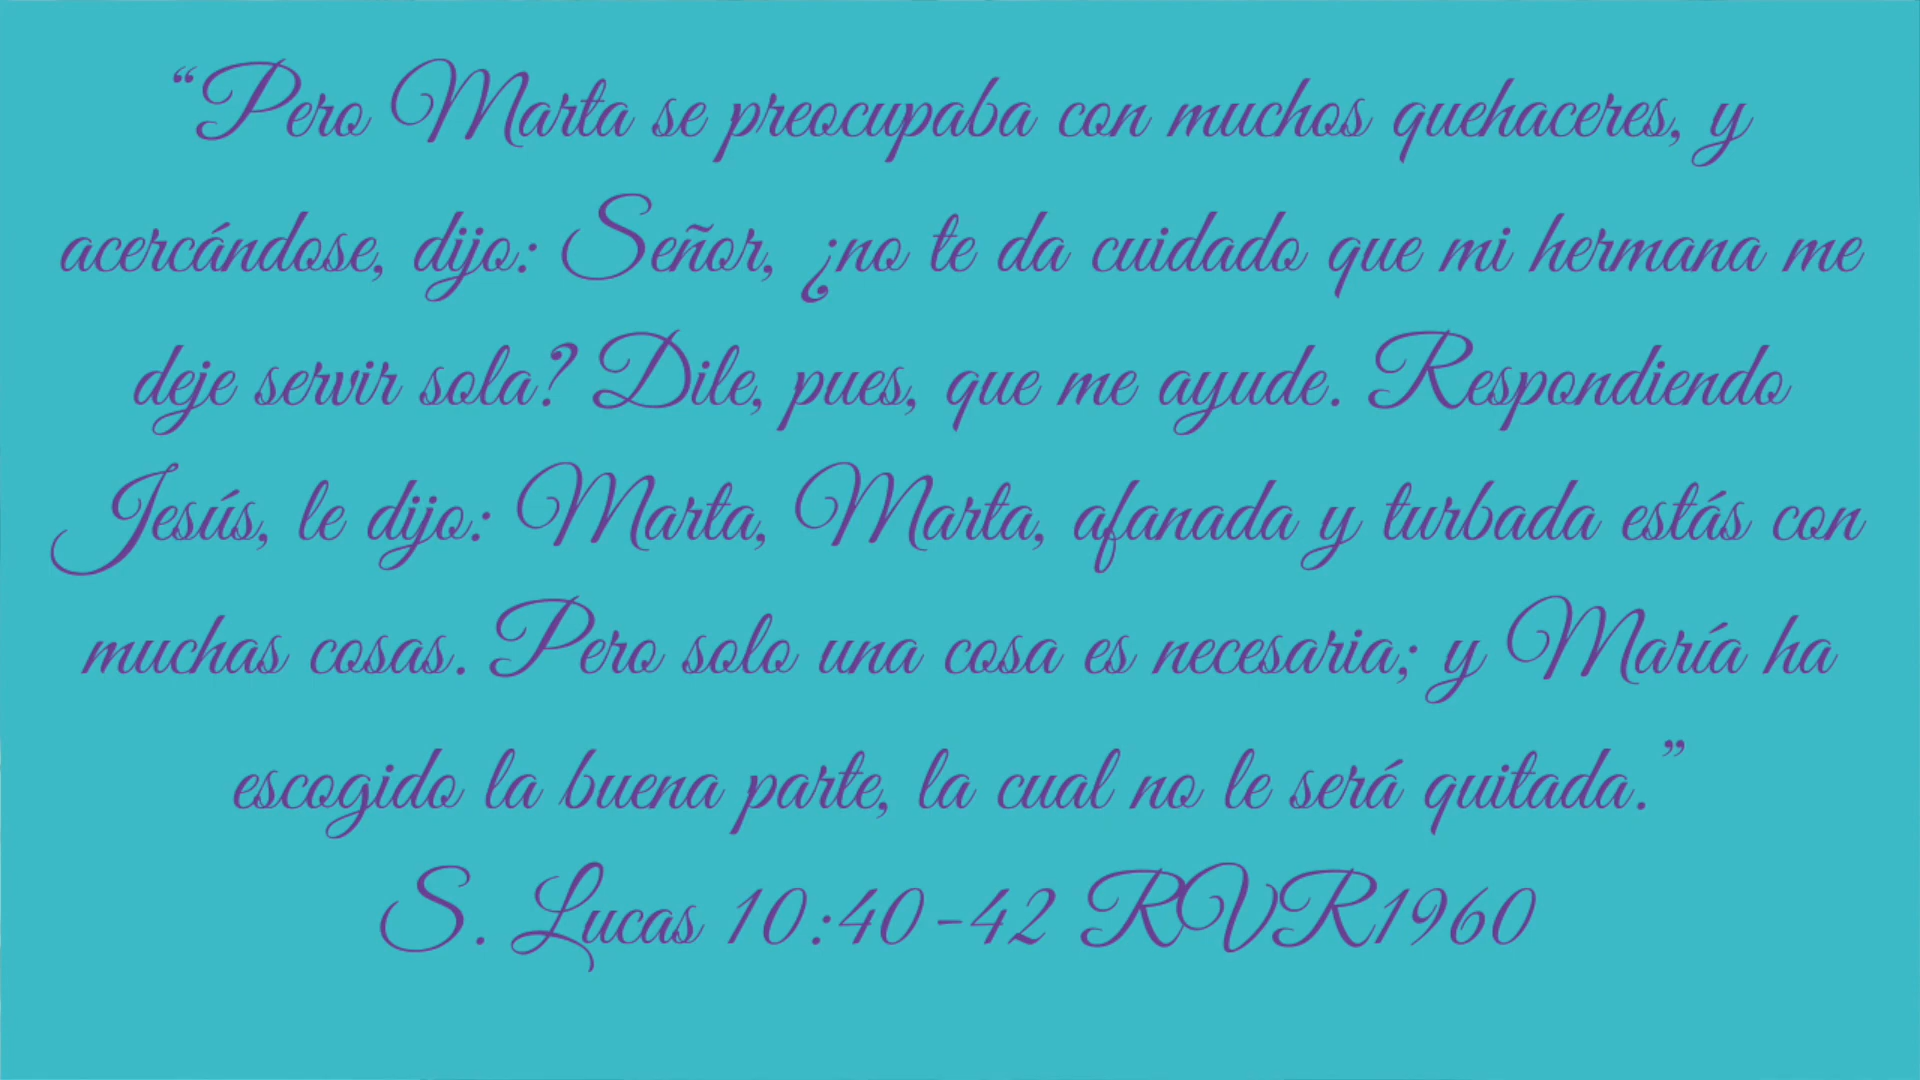 “Pero Marta se preocupaba con muchos quehaceres, y
acercándose, dijo: Señor, ¿no te da cuidado que mi hermana me
deje servir sola? Dile, pues, que me ayude. Respondiendo
Jesús, le dijo: Marta, Marta, afanada y turbada estás con
muchas cosas. Pero solo una cosa es necesaria; y María ha
escogido la buena parte, la cual no le será quitada.”
S. Lucas 10:40-42 RVR1960